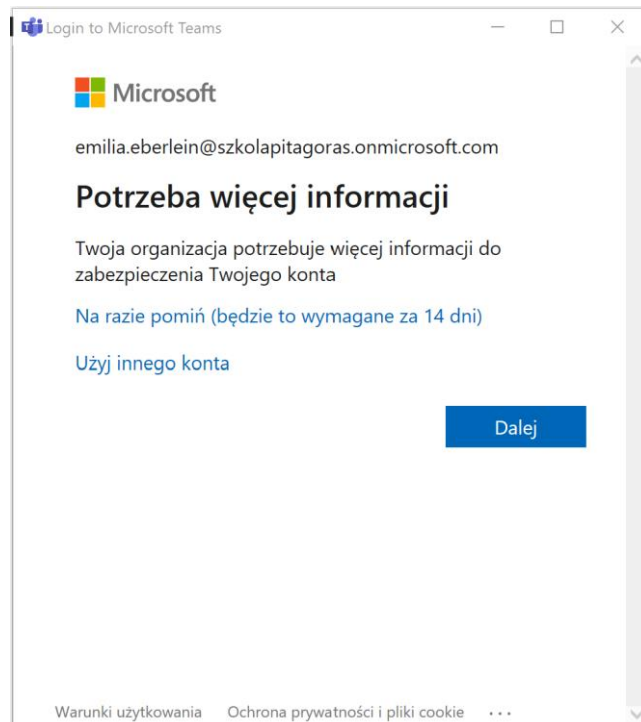 Login to Microsoft Teams
Microsoft
emilia.eberlein@szkolapitagoras.onmicrosoft.com
Potrzeba więcej informacji
Twoja organizacja potrzebuje więcej informacji do
zabezpieczenia Twojego konta
Na razie pomiń (będzie to wymagane za 14 dni)
Użyj innego konta
Dalej
Warunki użytkowania Ochrona prywatności i pliki cookie ...